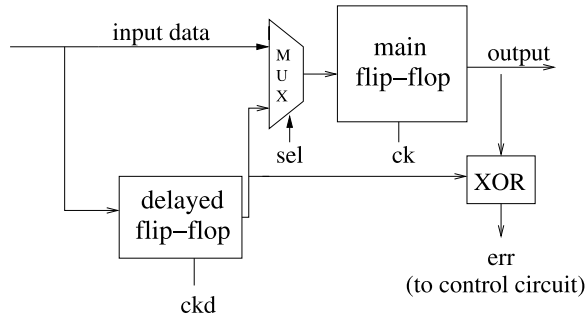 input data
M
U
X
main
flip-flop
output
sel
ck
delayed
flip-flop
XOR
ckd
err
(to control circuit)